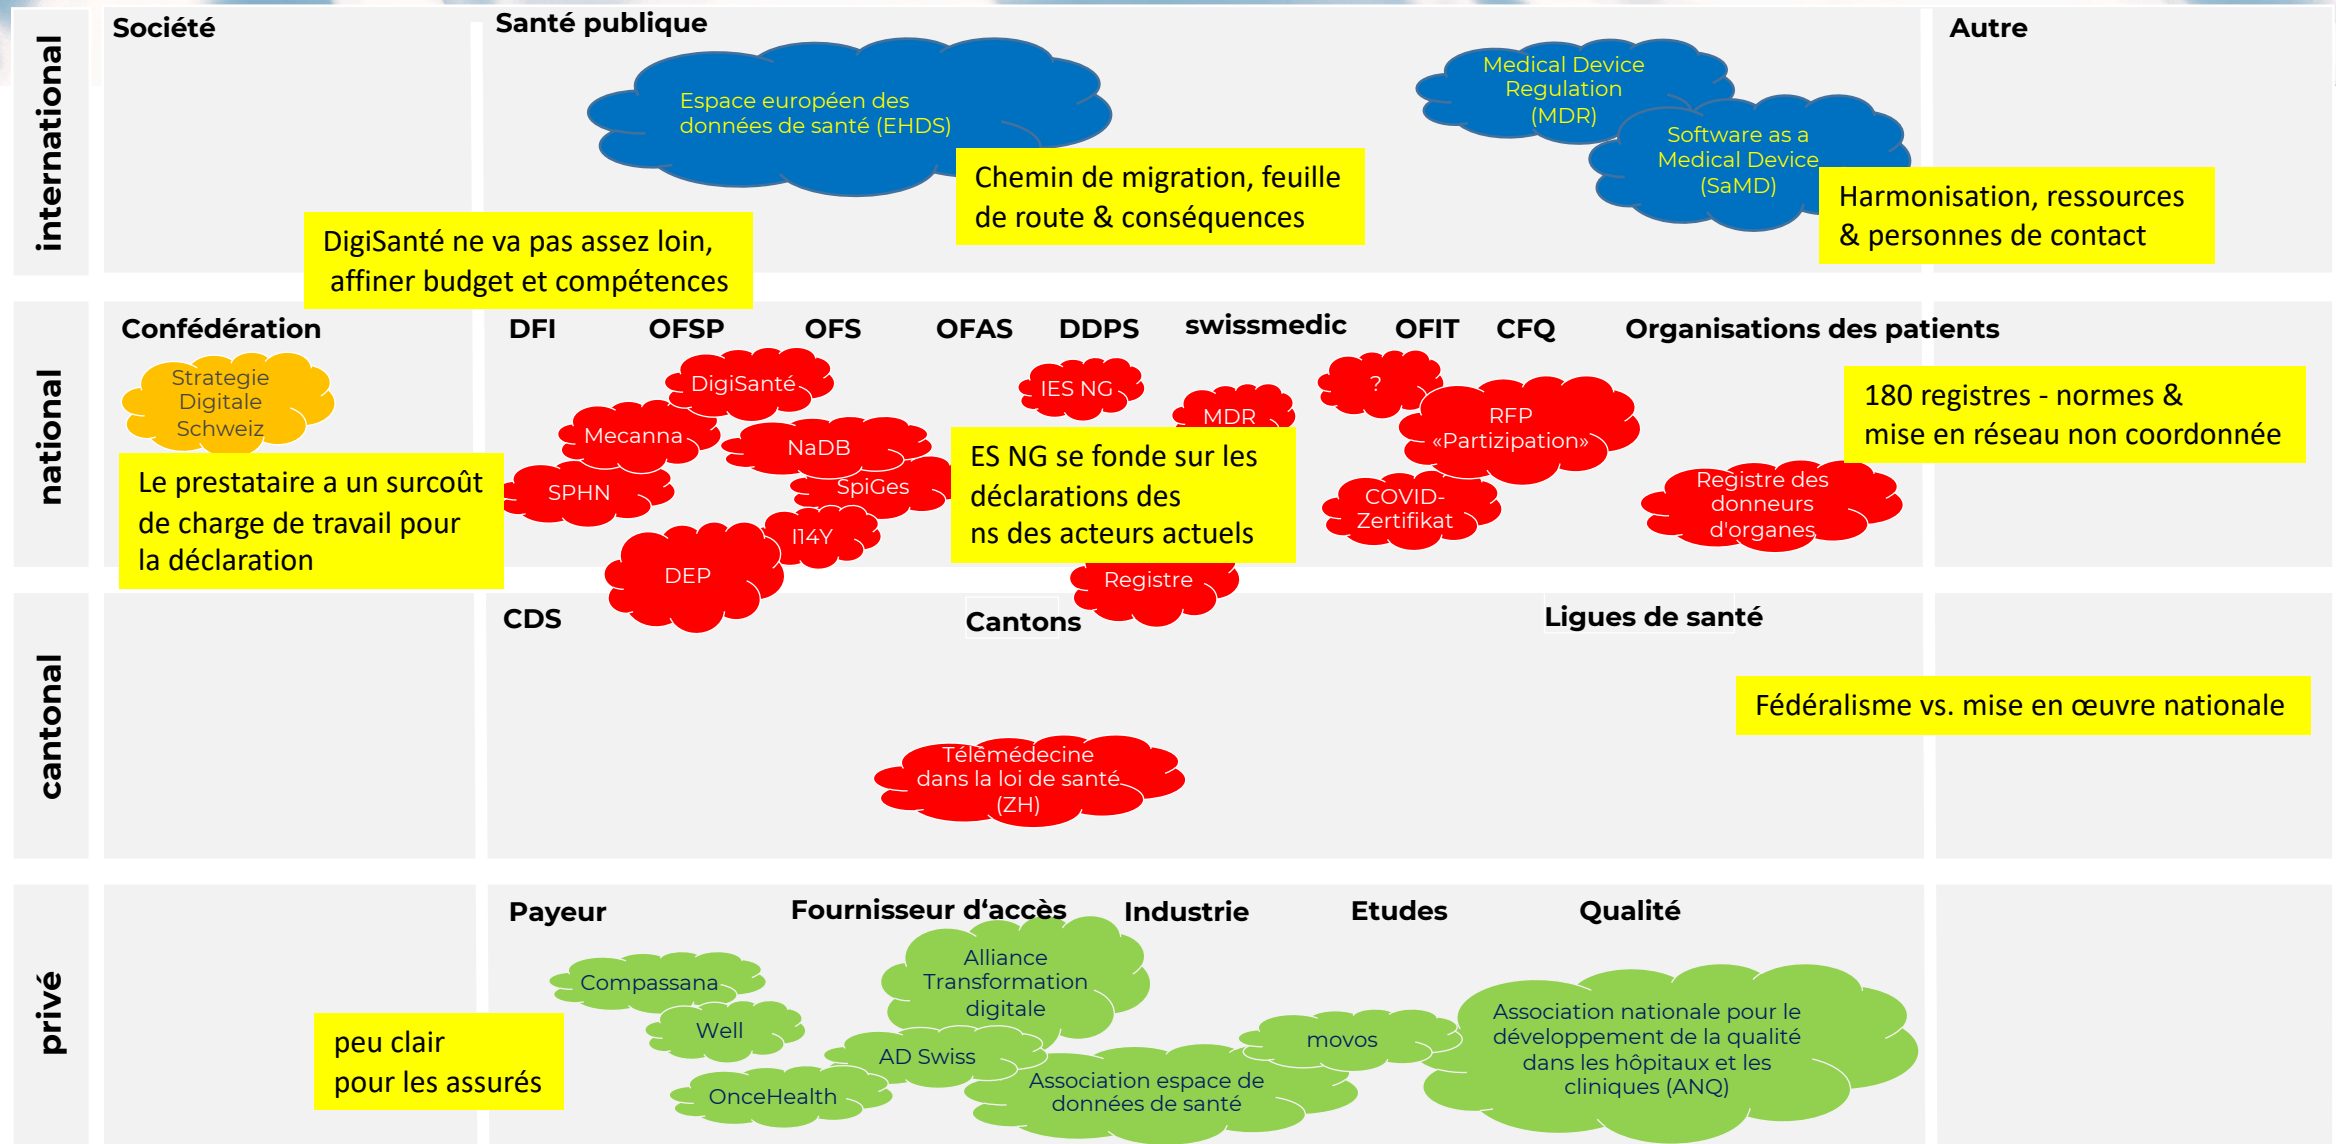 Société
Santé publique
Autre
international
Espace européen des
données de santé (EHDS)
Medical Device
Regulation
(MDR)
Software as a
Medical Device
(SaMD)
Chemin de migration, feuille
de route & conséquences
Harmonisation, ressources
& personnes de contact
DigiSanté ne va pas assez loin,
affiner budget et compétences
national
Confédération
DFI
OFSP
OFS
OFAS
DDPS
swissmedic
OFIT
CFQ
Organisations des patients
Strategie
Digitale
Schweiz
DigiSanté
IES NG
?
MDR
Mecanna
NaDB
RFP
«Partizipation»
180 registres - normes &
mise en réseau non coordonnée
Le prestataire a un surcoût
de charge de travail pour
la déclaration
SPHN
SpiGes
ES NG se fonde sur les
déclarations des
ns des acteurs actuels
COVID-
Zertifikat
Registre des
donneurs
d'organes
I14Y
DEP
Registre
cantonal
CDS
Cantons
Ligues de santé
Fédéralisme vs. mise en œuvre nationale
Télémédecine
dans la loi de santé
(ZH)
privé
Payeur
Fournisseur d‘accès
Industrie
Etudes
Qualité
Compassana
Well
Alliance
Transformation
digitale
peu clair
pour les assurés
AD Swiss
OnceHealth
Association espace de
données de santé
movos
Association nationale pour le
développement de la qualité
dans les hôpitaux et les
cliniques (ANQ)